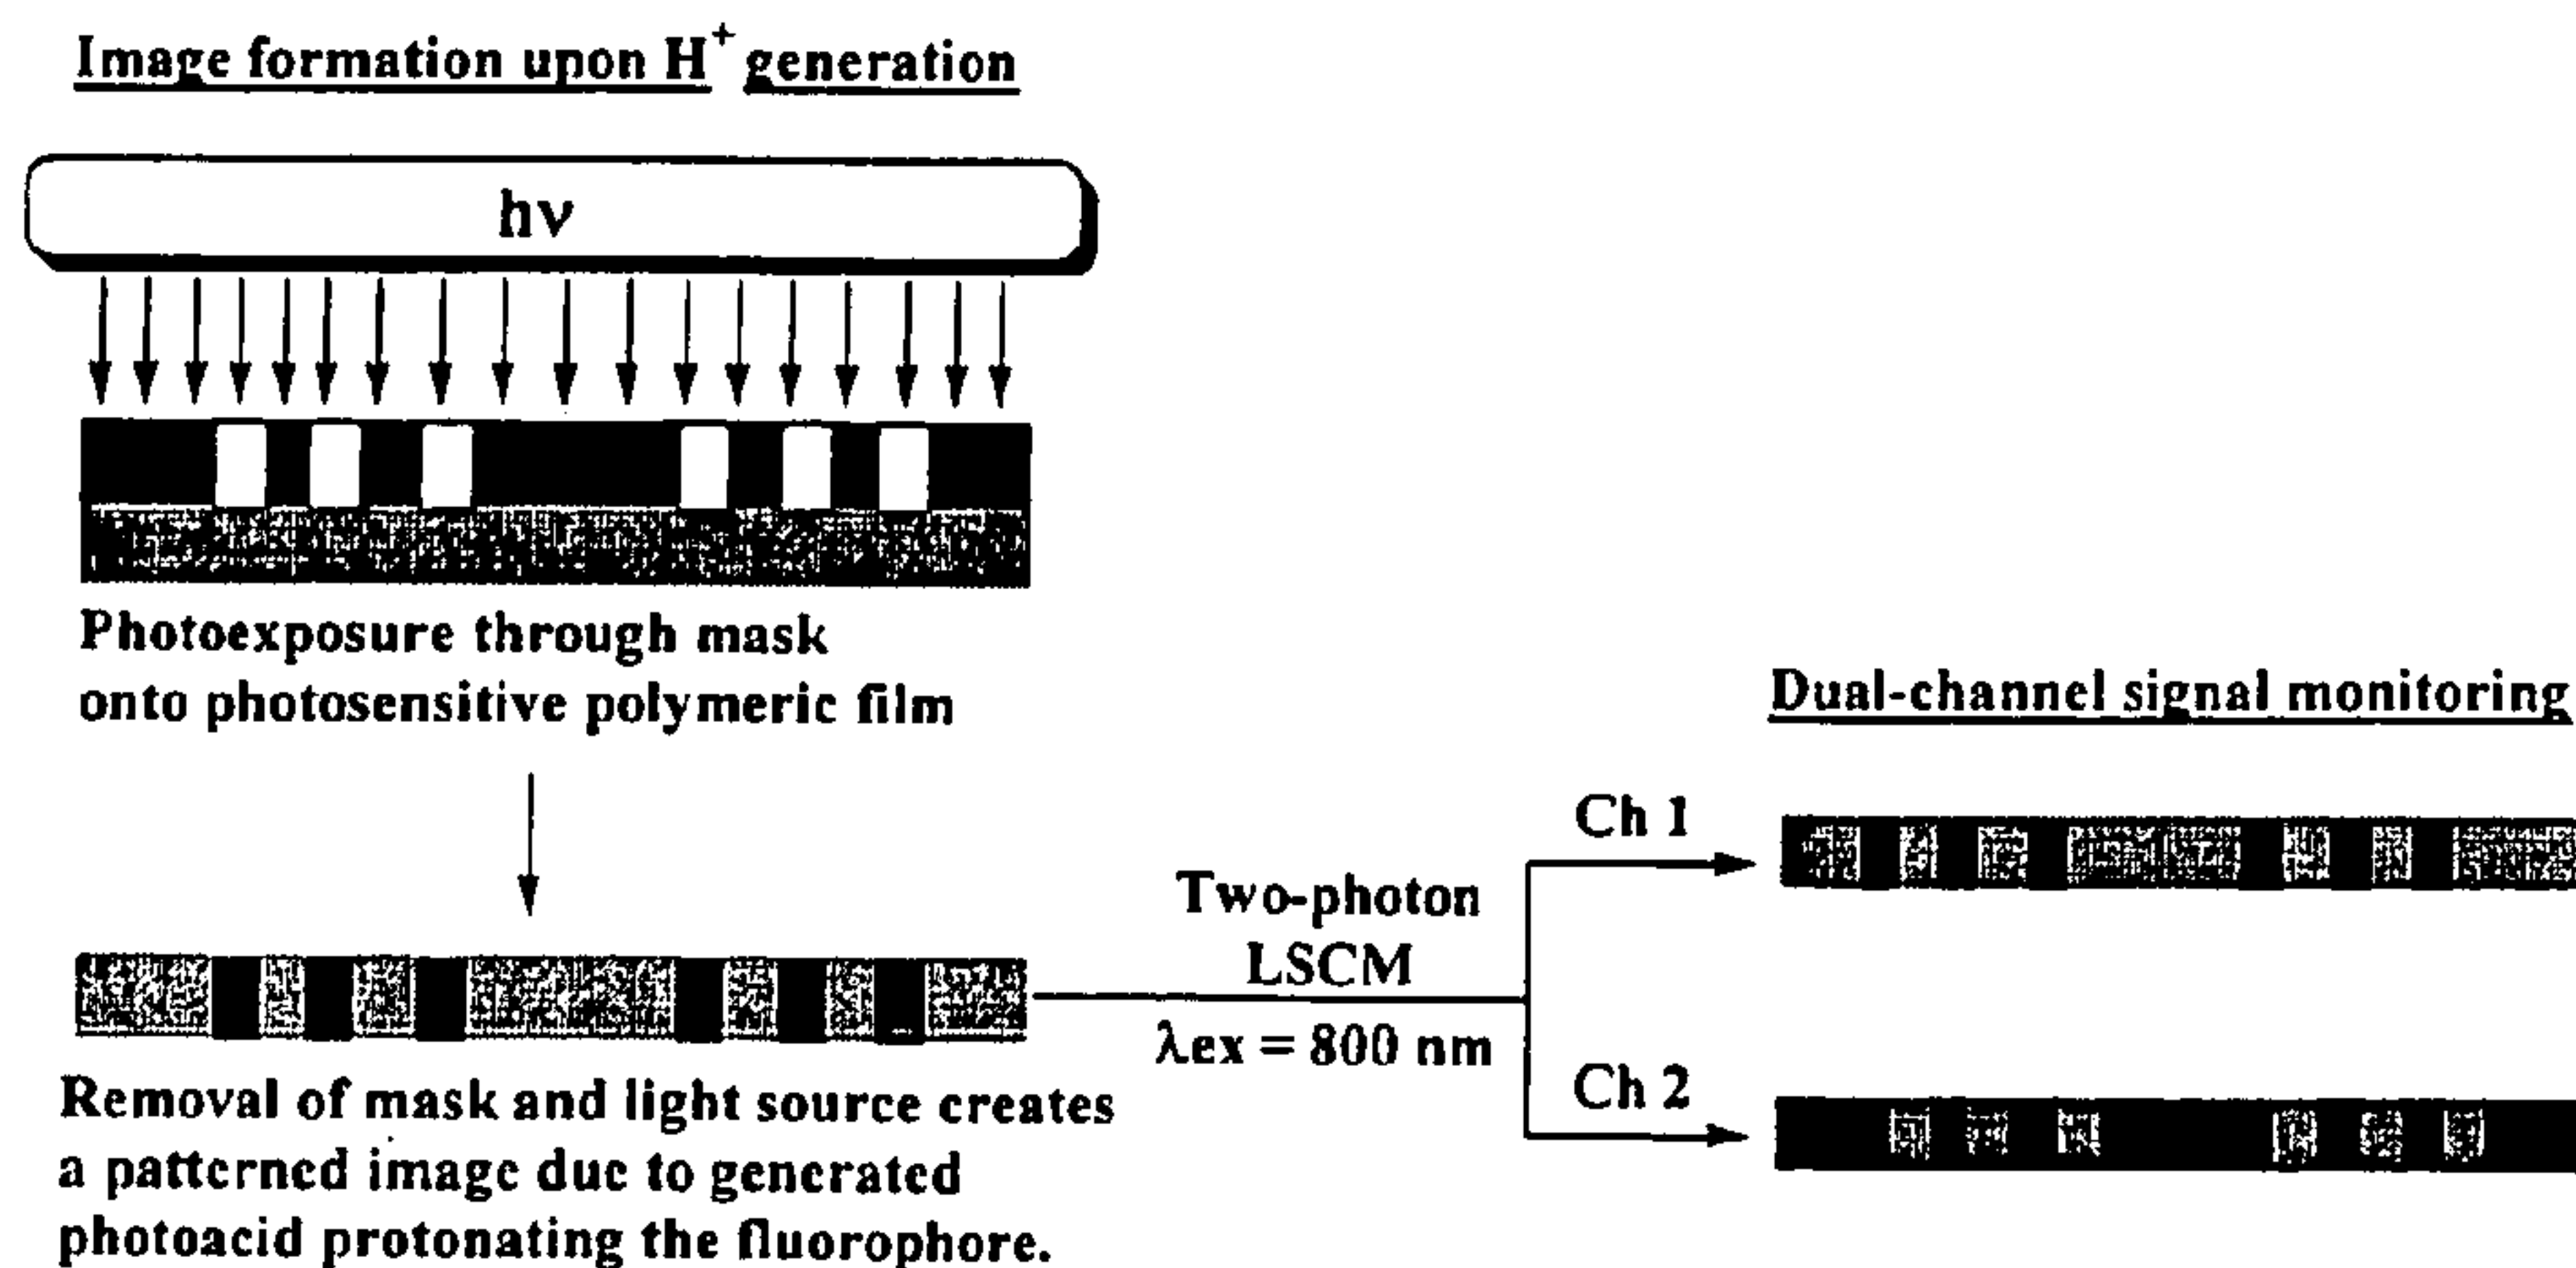 Image formation upon H⁺ generation
hν
Photoexposure through mask
onto photosensitive polymeric film
Dual-channel signal monitoring
Ch 1
Two-photon
LSCM
λex = 800 nm
Ch 2
Removal of mask and light source creates
a patterned image due to generated
photoacid protonating the fluorophore.